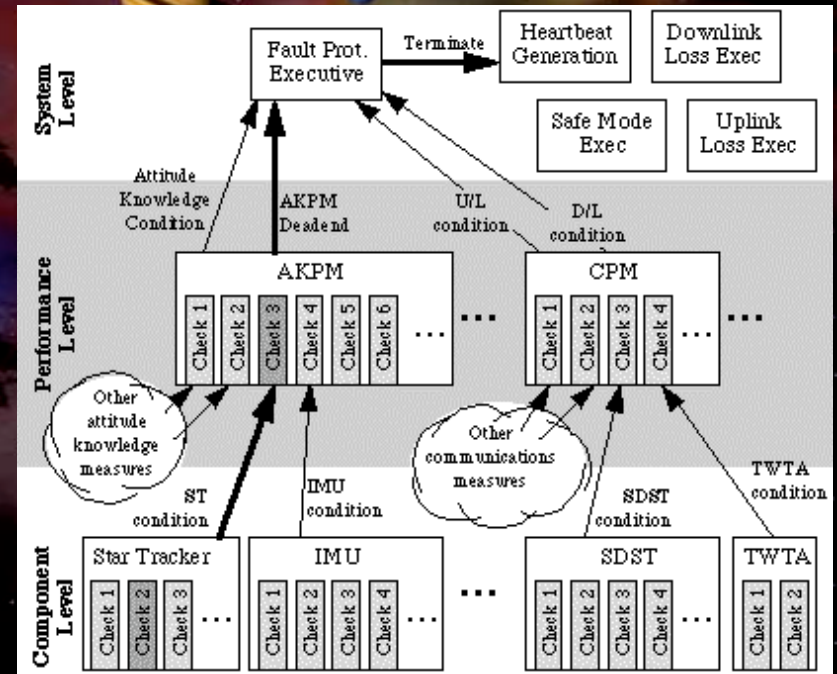 System
Level
Fault Prot.
Executive
Terminate
Heartbeat
Generation
Downlink
Loss Exec
Safe Mode
Exec
Uplink
Loss Exec
Attitude
Knowledge
Condition
AKPM
Deadend
U/L
condition
D/L
condition
Performance
Level
AKPM
Check 1
Check 2
Check 3
Check 4
Check 5
Check 6
...
...
CPM
Check 1
Check 2
Check 3
Check 4
...
...
Other
attitude
knowledge
measures
Other
communications
measures
ST
condition
IMU
condition
SDST
condition
TWTA
condition
Component
Level
Star Tracker
Check 1
Check 2
Check 3
...
IMU
Check 1
Check 2
Check 3
Check 4
...
...
SDST
Check 1
Check 2
Check 3
Check 4
...
TWTA
Check 1
Check 2